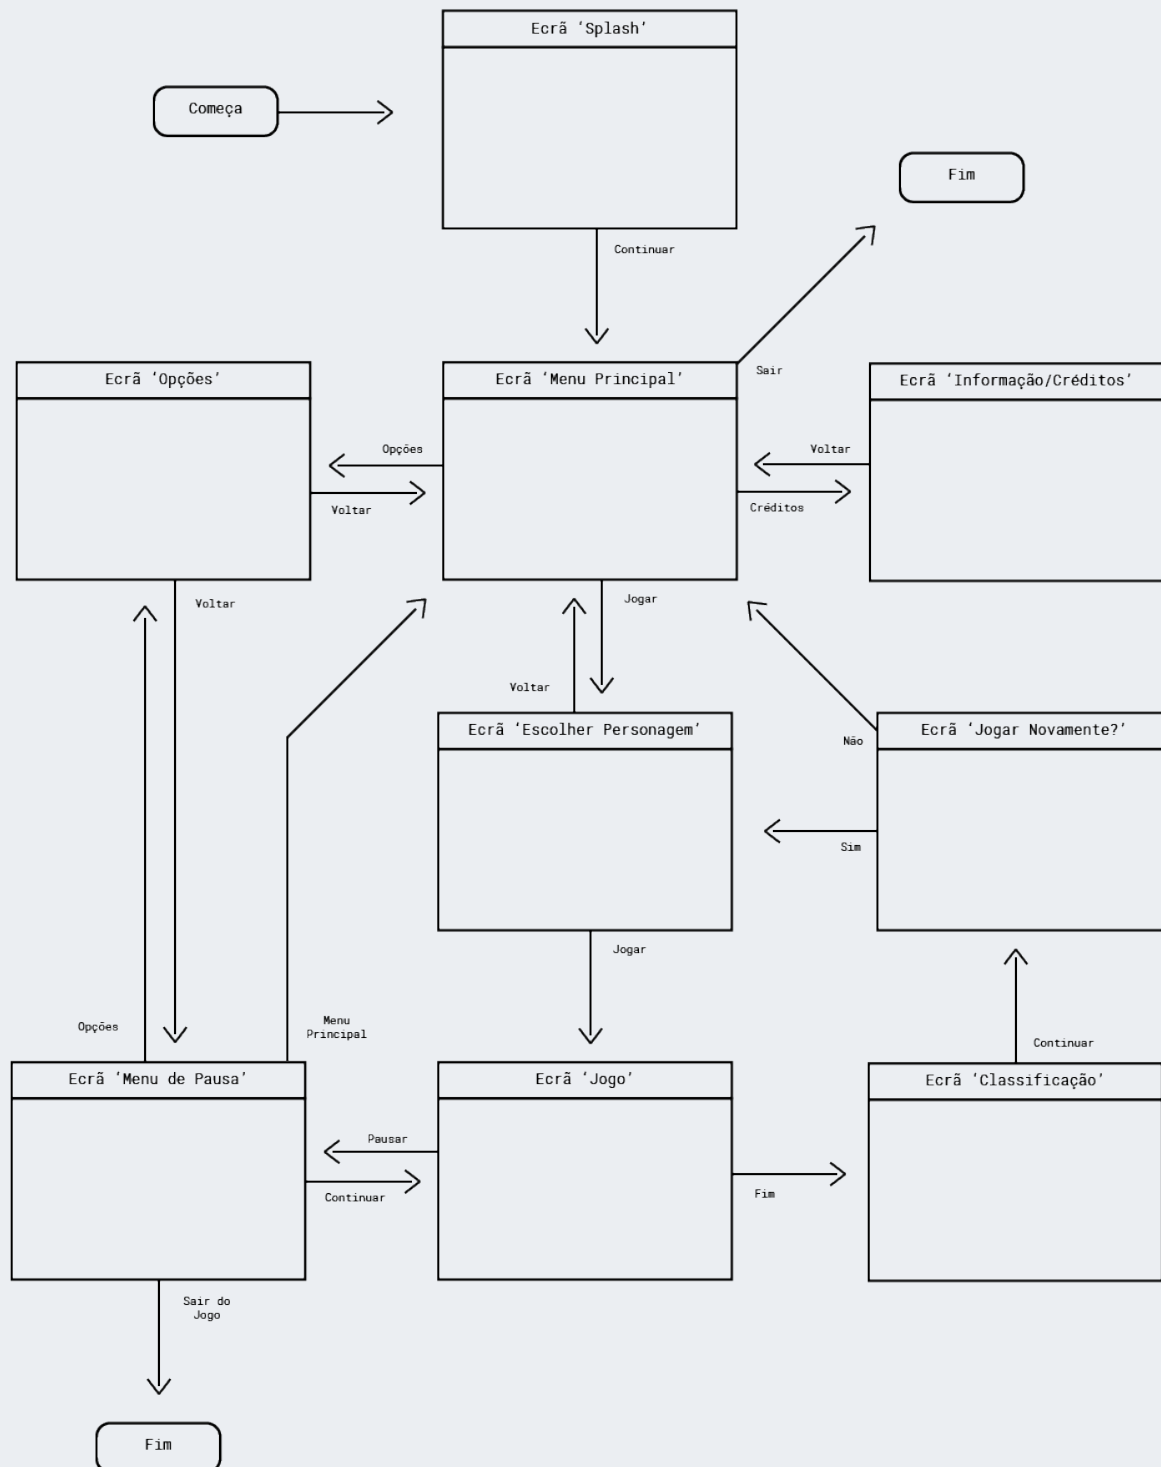 Ecrã ‘Splash’
Começa
Fim
Continuar
Sair
Ecrã ‘Opções’
Ecrã ‘Menu Principal’
Ecrã ‘Informação/Créditos’
Opções
Voltar
Voltar
Créditos
Voltar
Jogar
Voltar
Ecrã ‘Escolher Personagem’
Ecrã ‘Jogar Novamente?’
Não
Sim
Jogar
Opções
Menu
Principal
Continuar
Ecrã ‘Menu de Pausa’
Ecrã ‘Jogo’
Ecrã ‘Classificação’
Pausar
Continuar
Fim
Sair do
Jogo
Fim